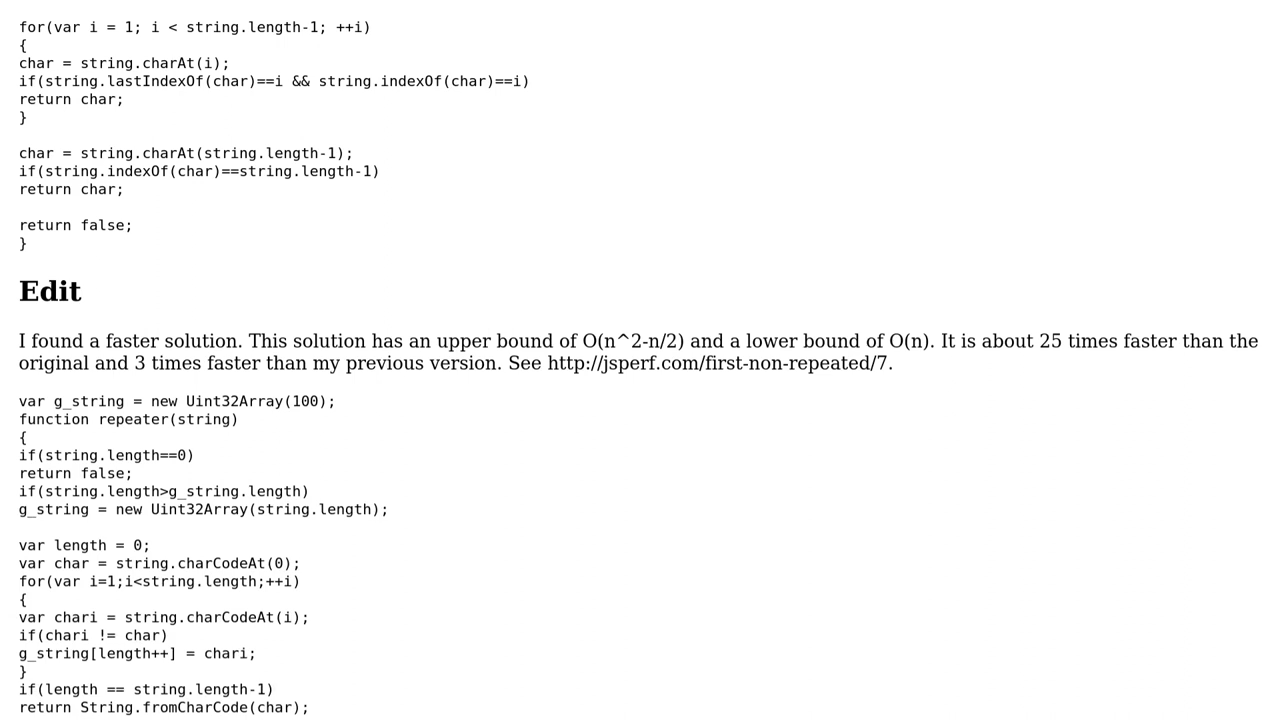 for(var i = 1; i < string.length-1; ++i)
{
char = string.charAt(i);
if(string.lastIndexOf(char)==i && string.indexOf(char)==i)
return char;
}

char = string.charAt(string.length-1);
if(string.indexOf(char)==string.length-1)
return char;

return false;
}
Edit
I found a faster solution. This solution has an upper bound of O(n^2-n/2) and a lower bound of O(n). It is about 25 times faster than the
original and 3 times faster than my previous version. See http://jsperf.com/first-non-repeated/7.
var g_string = new Uint32Array(100);
function repeater(string)
{
if(string.length==0)
return false;
if(string.length>g_string.length)
g_string = new Uint32Array(string.length);

var length = 0;
var char = string.charCodeAt(0);
for(var i=1;i<string.length;++i)
{
var chari = string.charCodeAt(i);
if(chari != char)
g_string[length++] = chari;
}
if(length == string.length-1)
return String.fromCharCode(char);